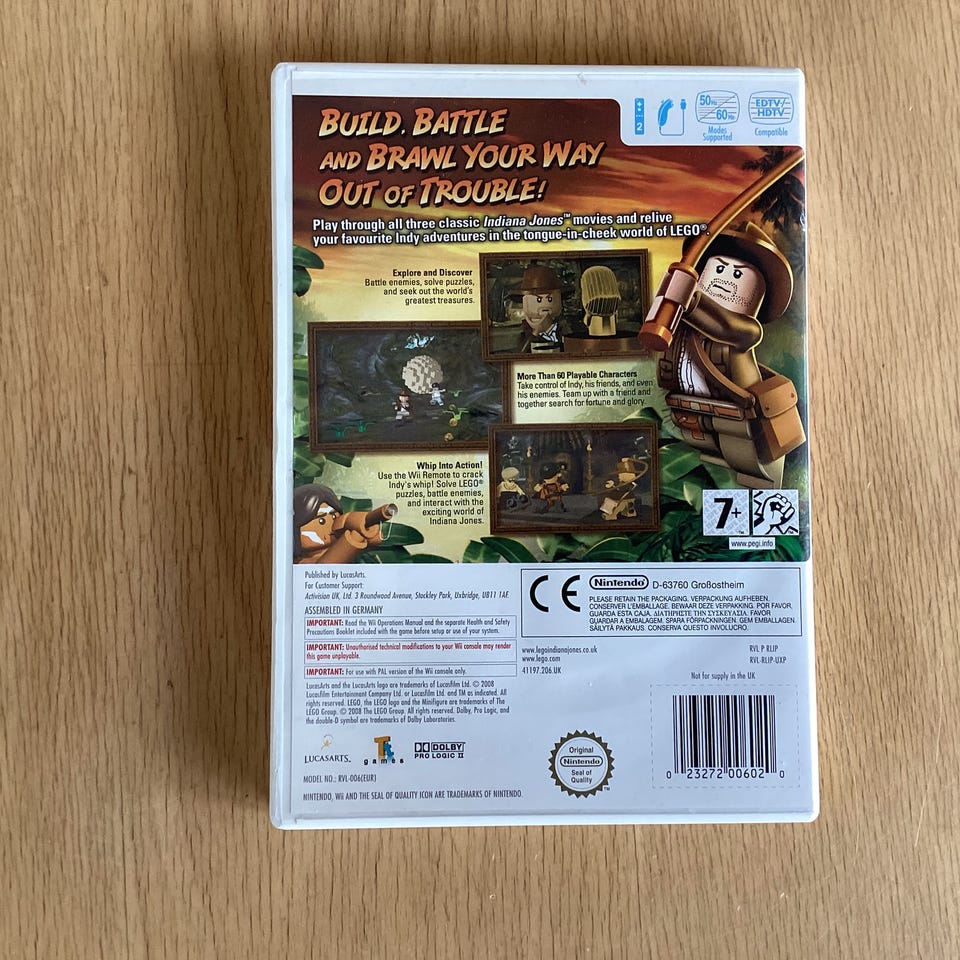 BUILD, BATTLE
AND BRAWL YOUR WAY
OUT OF TROUBLE!
2
50Hz
60Hz
Modes
Supported
EDTV/
HDTV
Compatible
Play through all three classic Indiana Jones™ movies and relive
your favourite Indy adventures in the tongue-in-cheek world of LEGO®.
Explore and Discover
Battle enemies, solve puzzles,
and seek out the world's
greatest treasures.
More Than 60 Playable Characters
Take control of Indy, his friends, and even
his enemies. Team up with a friend and
together search for fortune and glory.
Whip Into Action!
Use the Wii Remote to crack
Indy's whip! Solve LEGO®
puzzles, battle enemies,
and interact with the
exciting world of
Indiana Jones.
7+
www.pegi.info
Published by LucasArts.
For Customer Support:
Activision UK, Ltd. 3 Roundwood Avenue, Stockley Park, Uxbridge, UB11 1AF
ASSEMBLED IN GERMANY
IMPORTANT: Read the Wii Operations Manual and the separate Health and Safety
Precautions Booklet included with the game before setup or use of your system.
IMPORTANT: Unauthorised technical modifications to your Wii console may render
this game unplayable.
IMPORTANT: For use with PAL version of the Wii console only.
LucasArts and the LucasArts logo are trademarks of Lucasfilm Ltd. © 2008
Lucasfilm Entertainment Company Ltd. or Lucasfilm Ltd. and TM as indicated. All
rights reserved. LEGO, the LEGO logo and the Minifigure are trademarks of The
LEGO Group. © 2008 The LEGO Group. All rights reserved. Dolby, Pro Logic, and
the double-D symbol are trademarks of Dolby Laboratories.
LUCASARTS.
Tt games
DOLBY
PRO LOGIC II
MODEL NO.: RVL-006(EUR)
NINTENDO, Wii AND THE SEAL OF QUALITY ICON ARE TRADEMARKS OF NINTENDO.
CE
Nintendo D-63760 Großostheim
PLEASE RETAIN THE PACKAGING. VERPACKUNG AUFHEBEN.
CONSERVER L'EMBALLAGE. BEWAAR DEZE VERPAKKING. POR FAVOR,
GUARDA ESTA CAJA. ΔΙΑΤΗΡΗΣΤΕ ΤΗΝ ΣΥΣΚΕΥΑΣΙΑ. FAVOR
GUARDAR A EMBALAGEM. SPARA FÖRPACKNINGEN. GEM EMBALLAGEN.
SÄILYTÄ PAKKAUS. CONSERVA QUESTO INVOLUCRO.
www.legoindianajones.co.uk
www.lego.com
41197.206.UK
RVL P RLIP
RVL-RLIP-UXP
Not for supply in the UK
Original
Nintendo
Seal of
Quality
TM
0 23272 00602 0